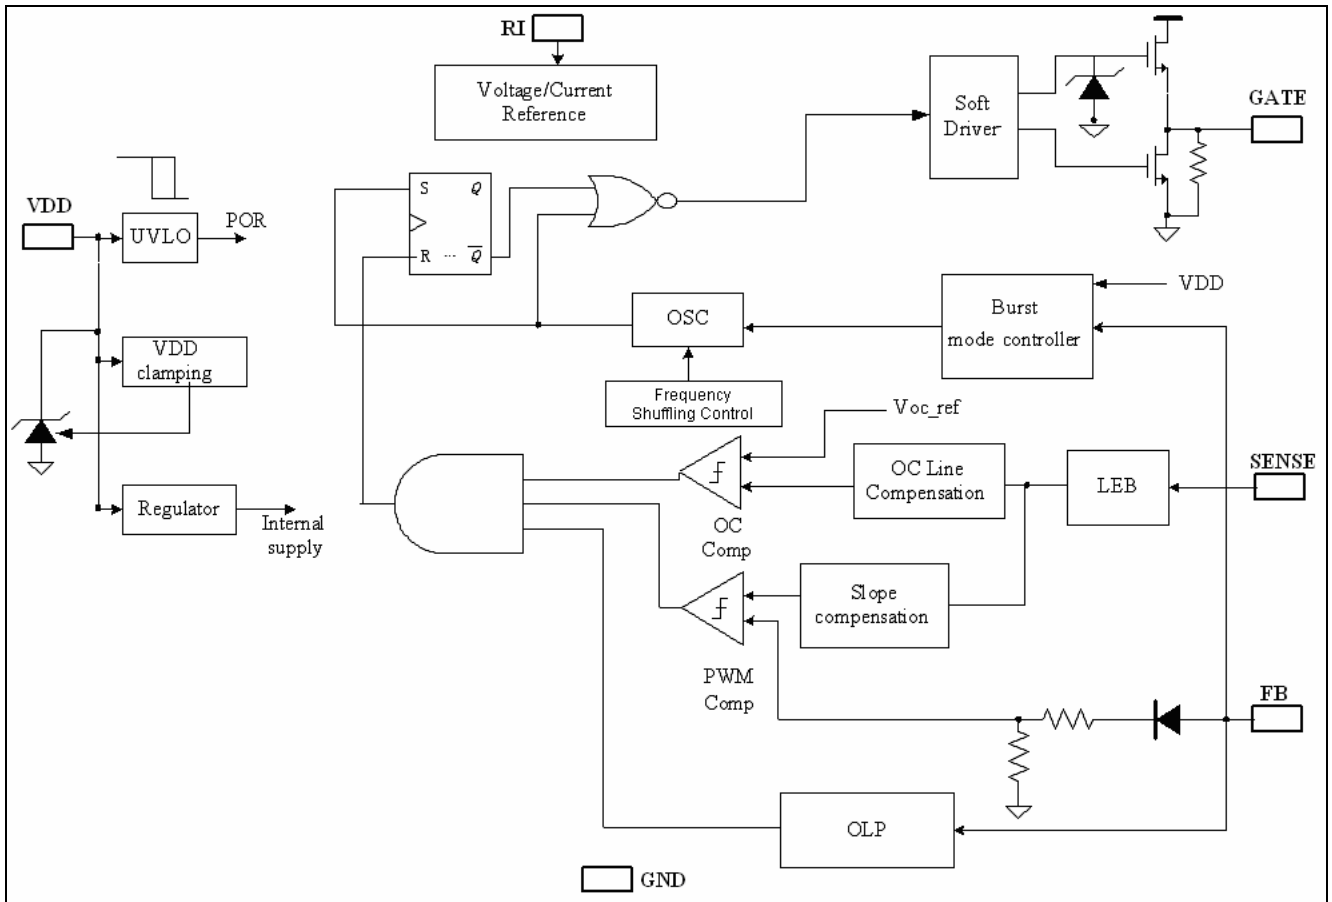 RI
Voltage/Current
Reference
Soft
Driver
GATE
VDD
UVLO
POR
S Q
R ... Q̅
OSC
Burst
mode controller
VDD
VDD
clamping
Frequency
Shuffling Control
Voc_ref
OC Line
Compensation
LEB
SENSE
Regulator
Internal
supply
OC
Comp
Slope
compensation
PWM
Comp
FB
OLP
GND